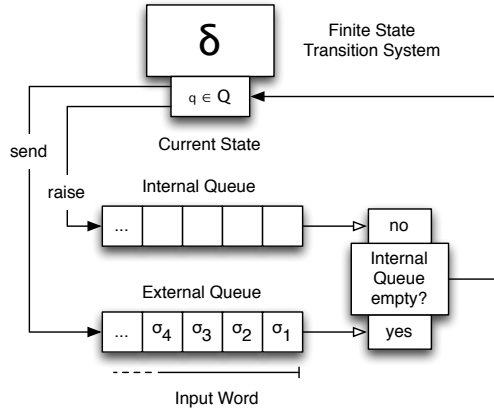 δ
Finite State
Transition System
q ∈ Q
Current State
send
raise
Internal Queue
...
no
Internal
Queue
empty?
External Queue
... σ4 σ3 σ2 σ1
yes
Input Word